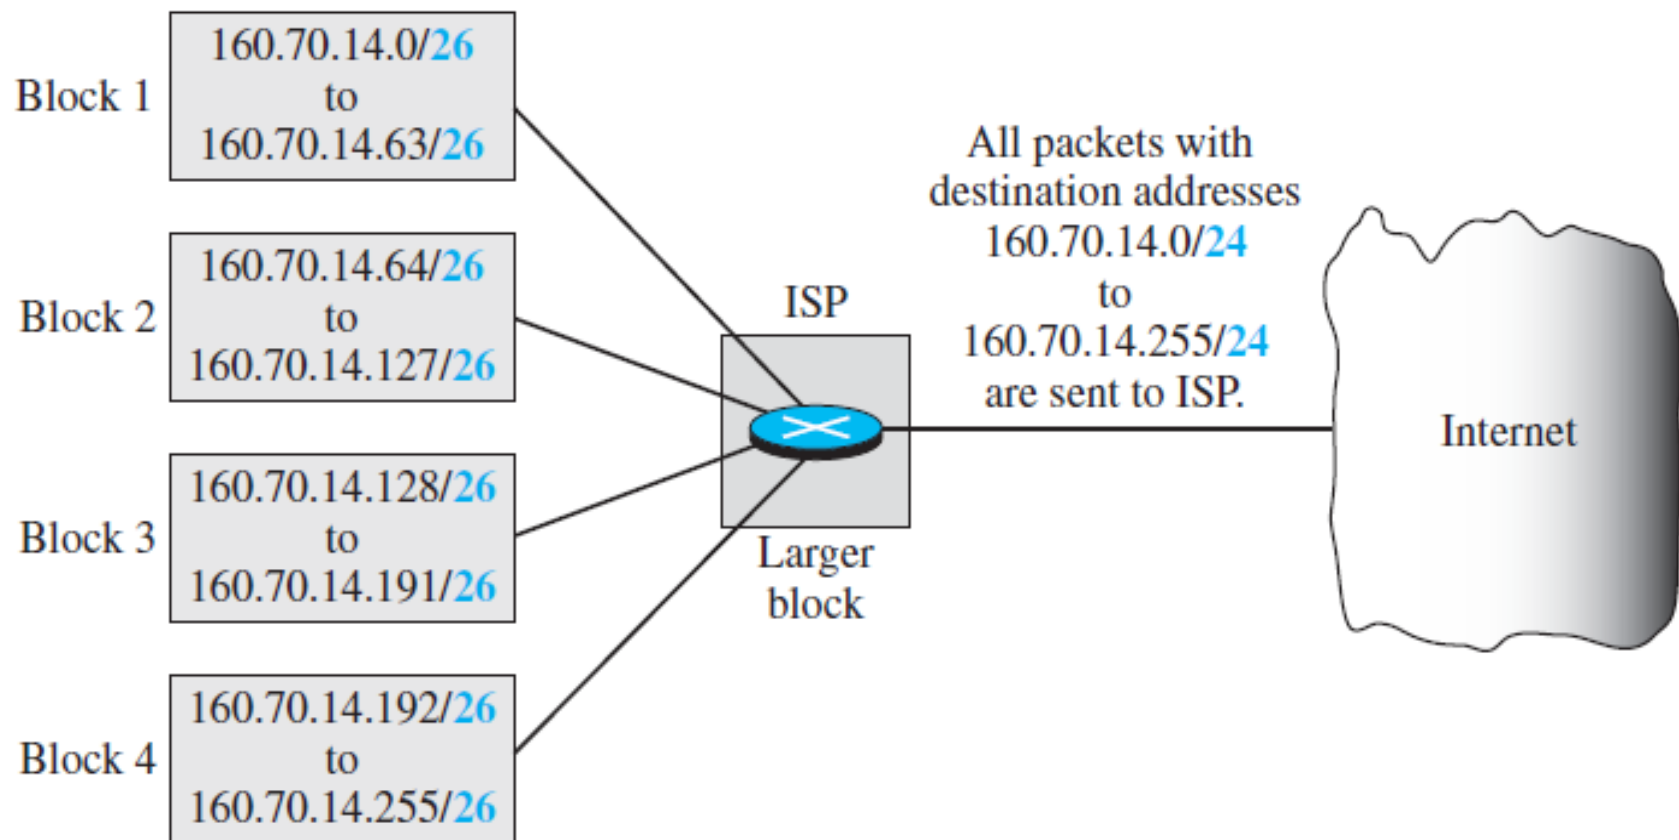 Block 1
160.70.14.0/26
to
160.70.14.63/26
Block 2
160.70.14.64/26
to
160.70.14.127/26
Block 3
160.70.14.128/26
to
160.70.14.191/26
Block 4
160.70.14.192/26
to
160.70.14.255/26
ISP
Larger
block
All packets with
destination addresses
160.70.14.0/24
to
160.70.14.255/24
are sent to ISP.
Internet